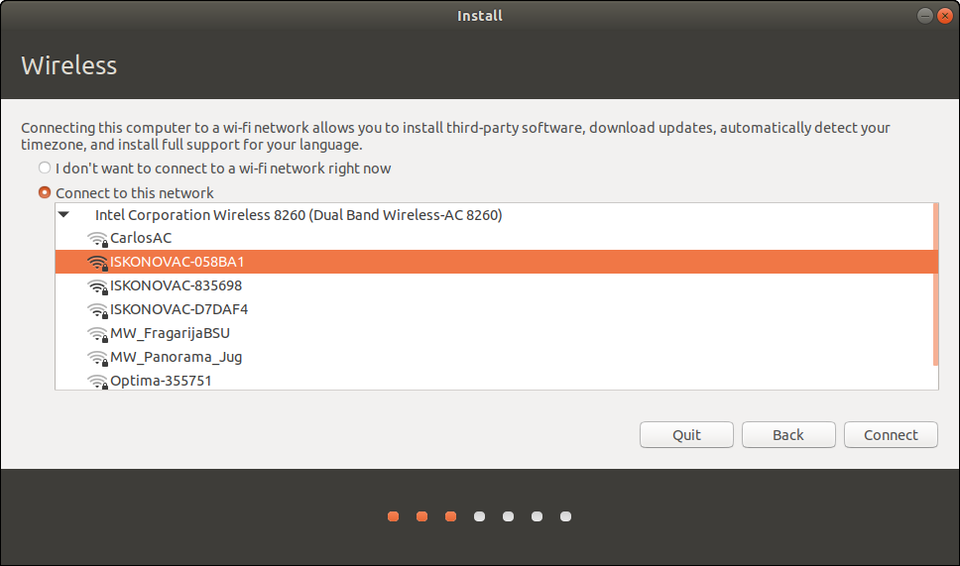 Install
Wireless
Connecting this computer to a wi-fi network allows you to install third-party software, download updates, automatically detect your
timezone, and install full support for your language.
I don't want to connect to a wi-fi network right now
Connect to this network
Intel Corporation Wireless 8260 (Dual Band Wireless-AC 8260)
CarlosAC
ISKONOVAC-058BA1
ISKONOVAC-835698
ISKONOVAC-D7DAF4
MW_FragarijaBSU
MW_Panorama_Jug
Optima-355751
Quit
Back
Connect